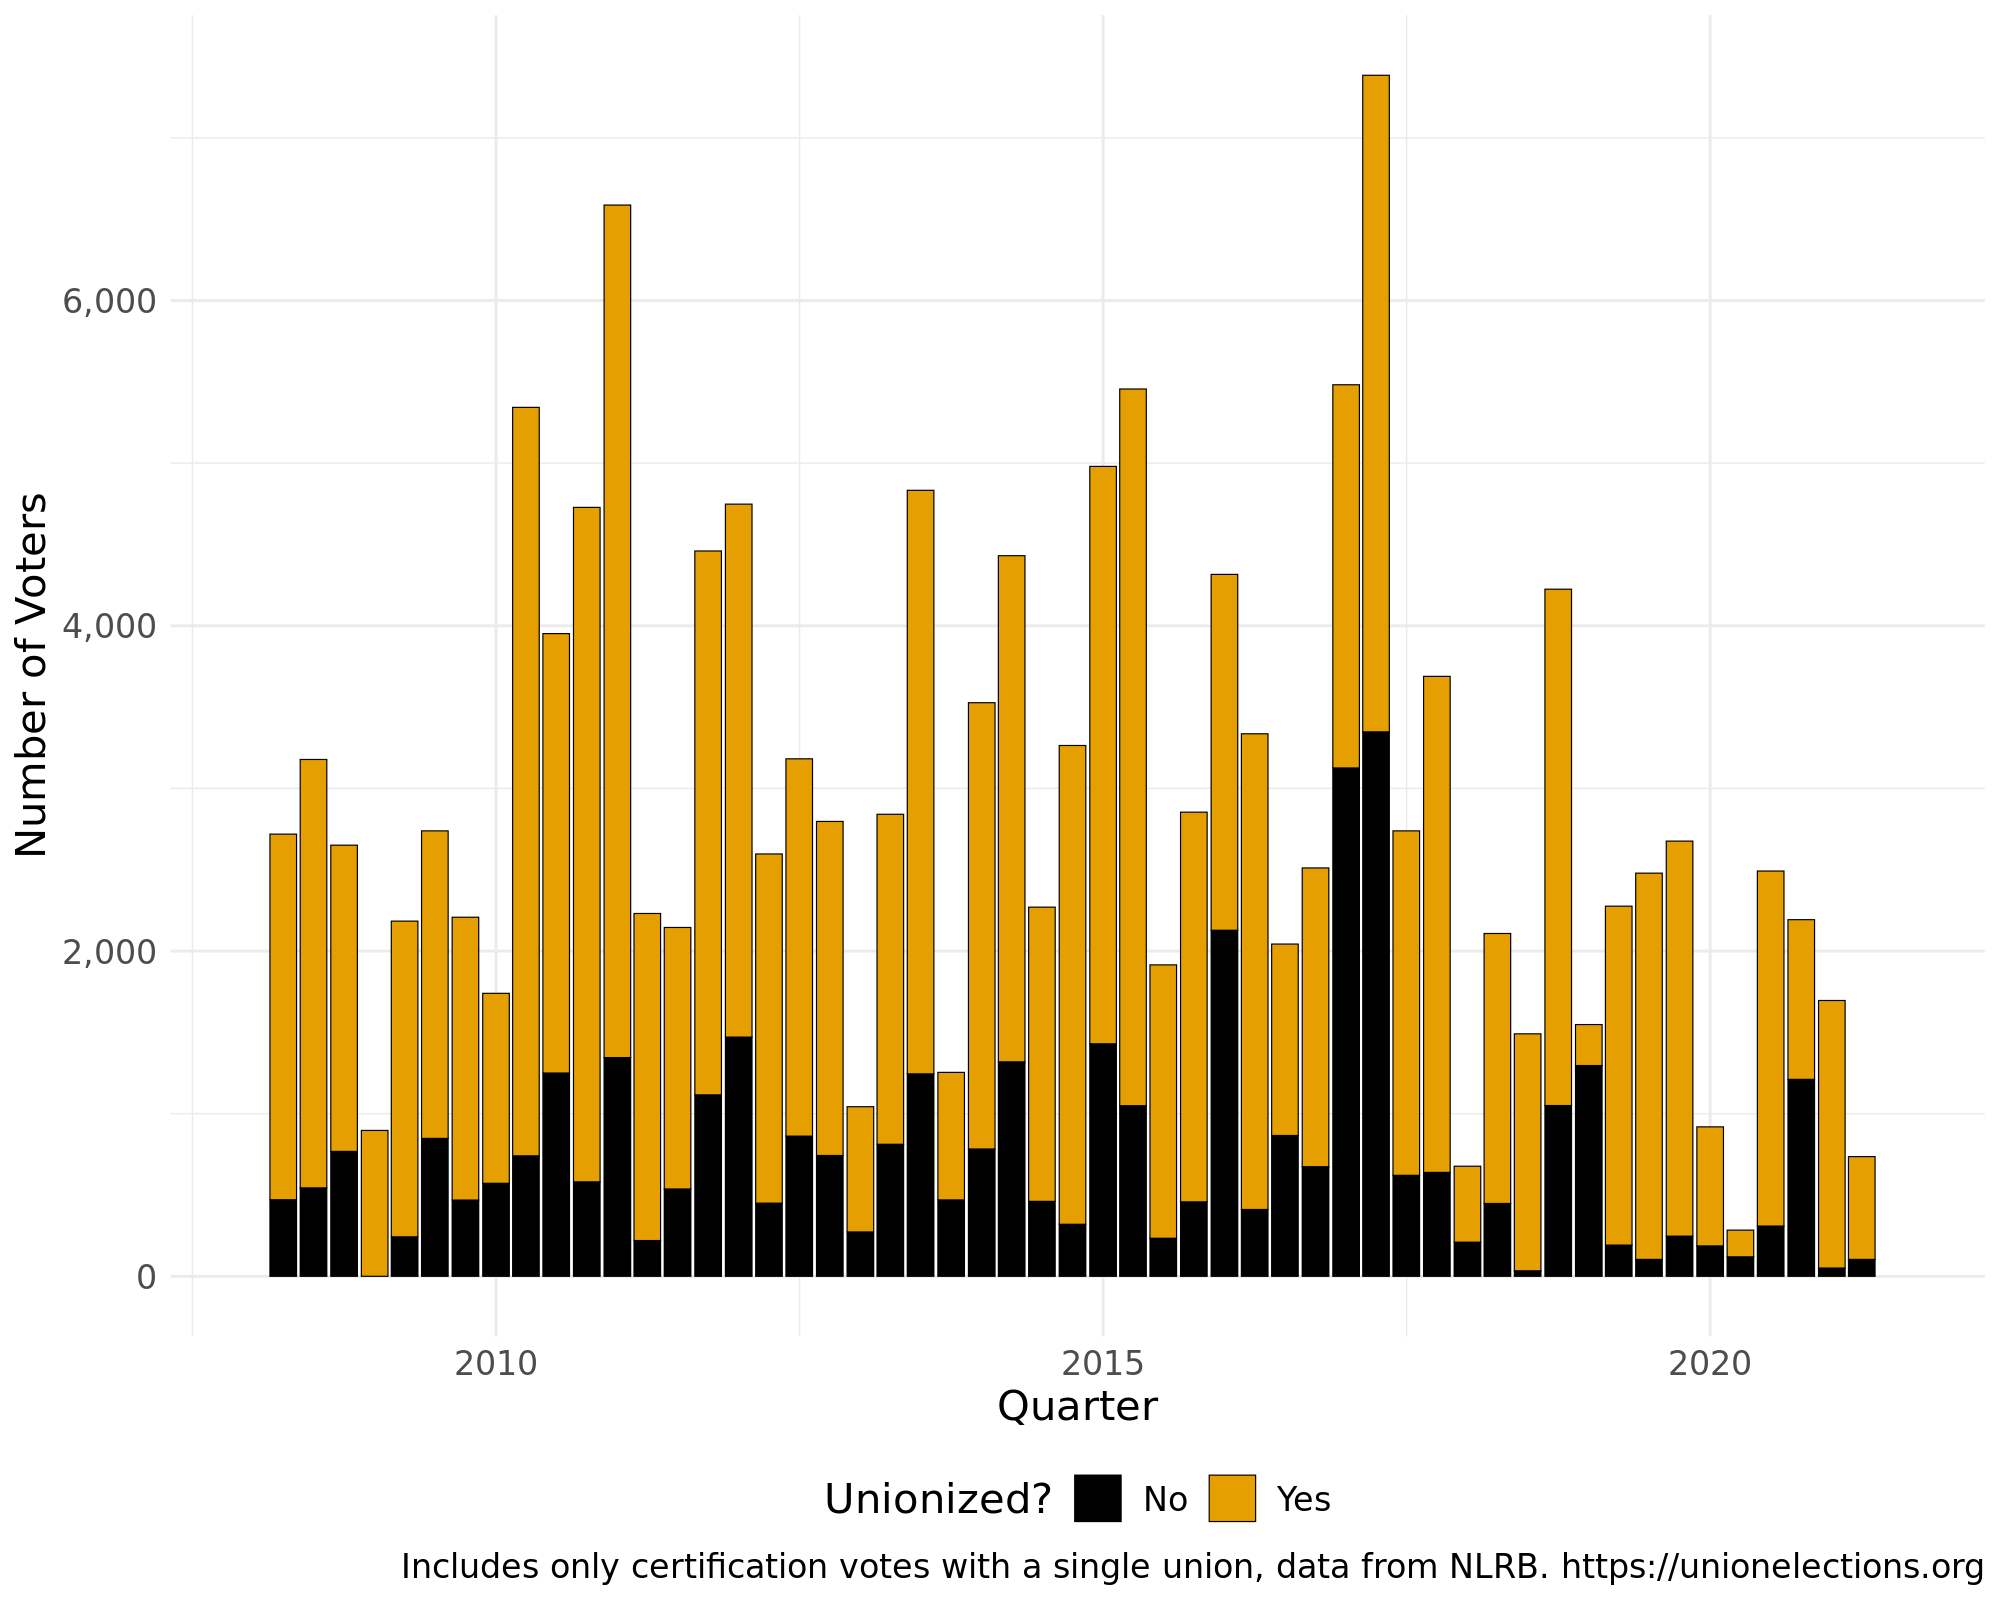 Number of Voters
6,000
4,000
2,000
0
2010 2015 2020
Quarter
Unionized? No Yes
Includes only certification votes with a single union, data from NLRB. https://unionelections.org